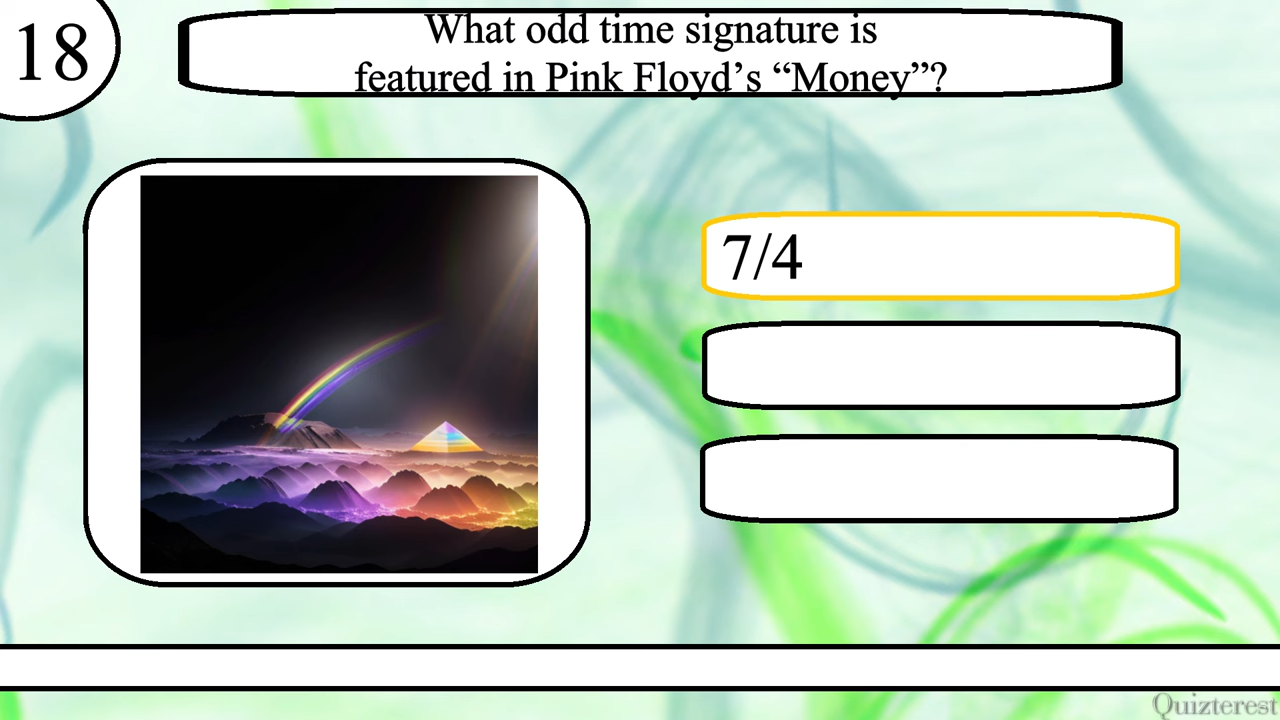 18
What odd time signature is
featured in Pink Floyd’s “Money”?
7/4
Quizterest